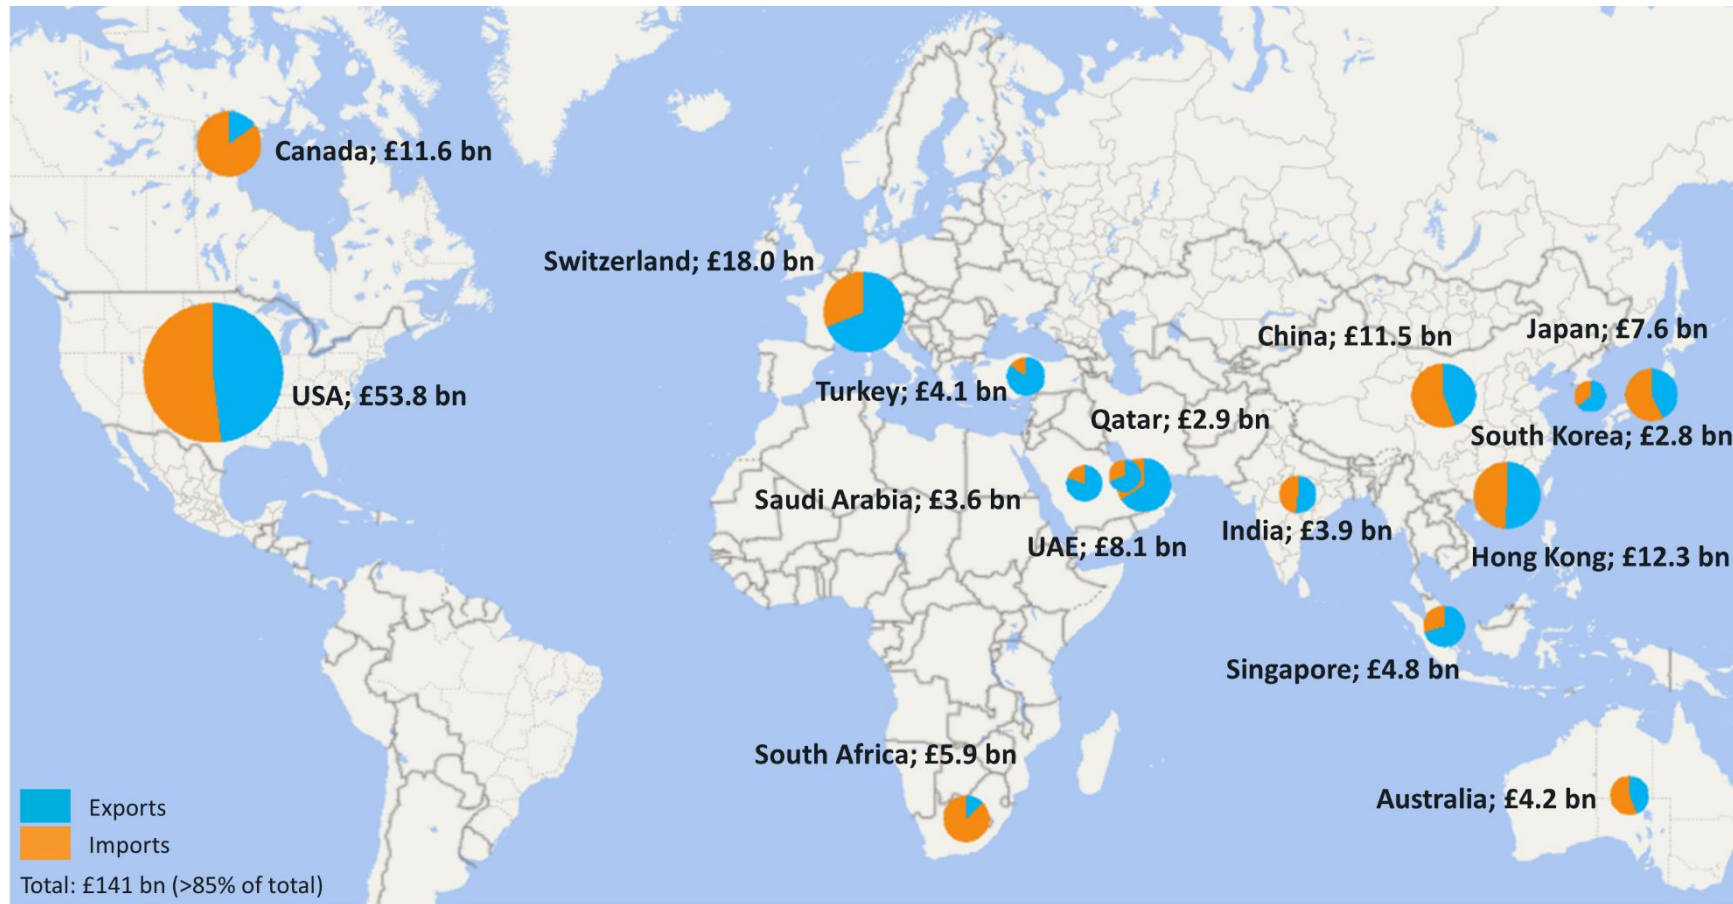 Canada; £11.6 bn
Switzerland; £18.0 bn
China; £11.5 bn
Japan; £7.6 bn
USA; £53.8 bn
Turkey; £4.1 bn
Qatar; £2.9 bn
South Korea; £2.8 bn
Saudi Arabia; £3.6 bn
UAE; £8.1 bn
India; £3.9 bn
Hong Kong; £12.3 bn
Singapore; £4.8 bn
South Africa; £5.9 bn
Australia; £4.2 bn
Exports
Imports
Total: £141 bn (>85% of total)